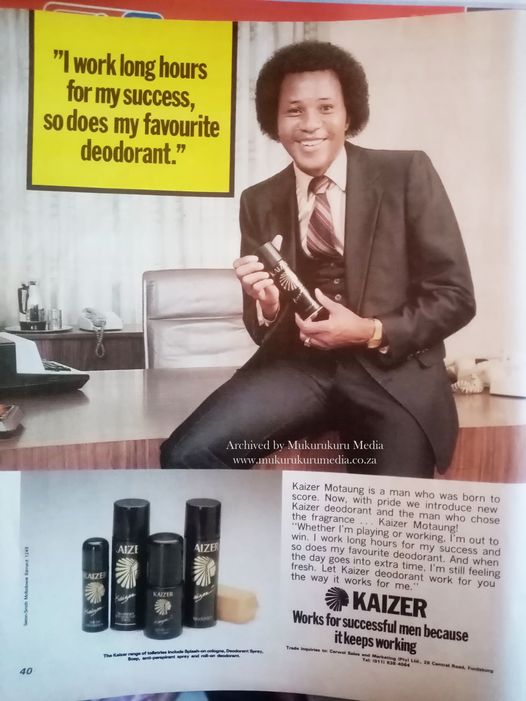 "I work long hours
for my success,
so does my favourite
deodorant."
Archived by Mukurukuru Media
www.mukurukurumedia.co.za
Kaizer Motaung is a man who was born to
score. Now, with pride we introduce new
Kaizer deodorant and the man who chose
the fragrance . . . Kaizer Motaung!
"Whether I'm playing or working, I'm out to
win. I work long hours for my success and
so does my favorite deodorant. And when
the day goes into extra time, I'm still feeling
fresh. Let Kaizer deodorant work for you
the way it works for me."
KAIZER
Works for successful men because
it keeps working
Trade inquiries to: Carwel Sales and Marketing (Pty) Ltd., 28 Central Road, Fordsburg
Tel: (011) 838-4064
KAIZER
KAIZER
KAIZER
KAIZER
The Kaizer range of toiletries include Splash-on cologne, Deodorant Spray,
Soap, anti-perspirant spray and roll-on deodorant.
40